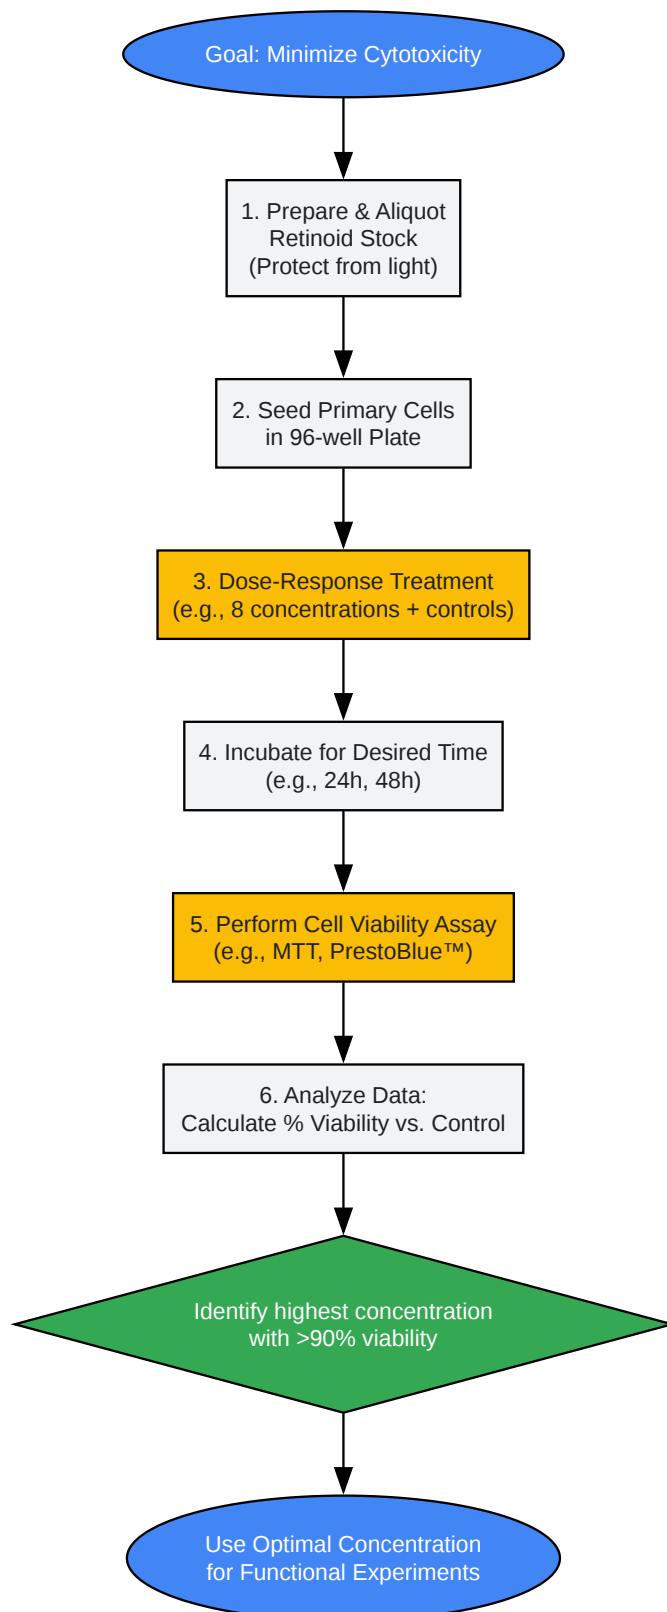 Goal: Minimize Cytotoxicity
1. Prepare & Aliquot
Retinoid Stock
(Protect from light)
2. Seed Primary Cells
in 96-well Plate
3. Dose-Response Treatment
(e.g., 8 concentrations + controls)
4. Incubate for Desired Time
(e.g., 24h, 48h)
5. Perform Cell Viability Assay
(e.g., MTT, PrestoBlue™)
6. Analyze Data:
Calculate % Viability vs. Control
Identify highest concentration
with >90% viability
Use Optimal Concentration
for Functional Experiments